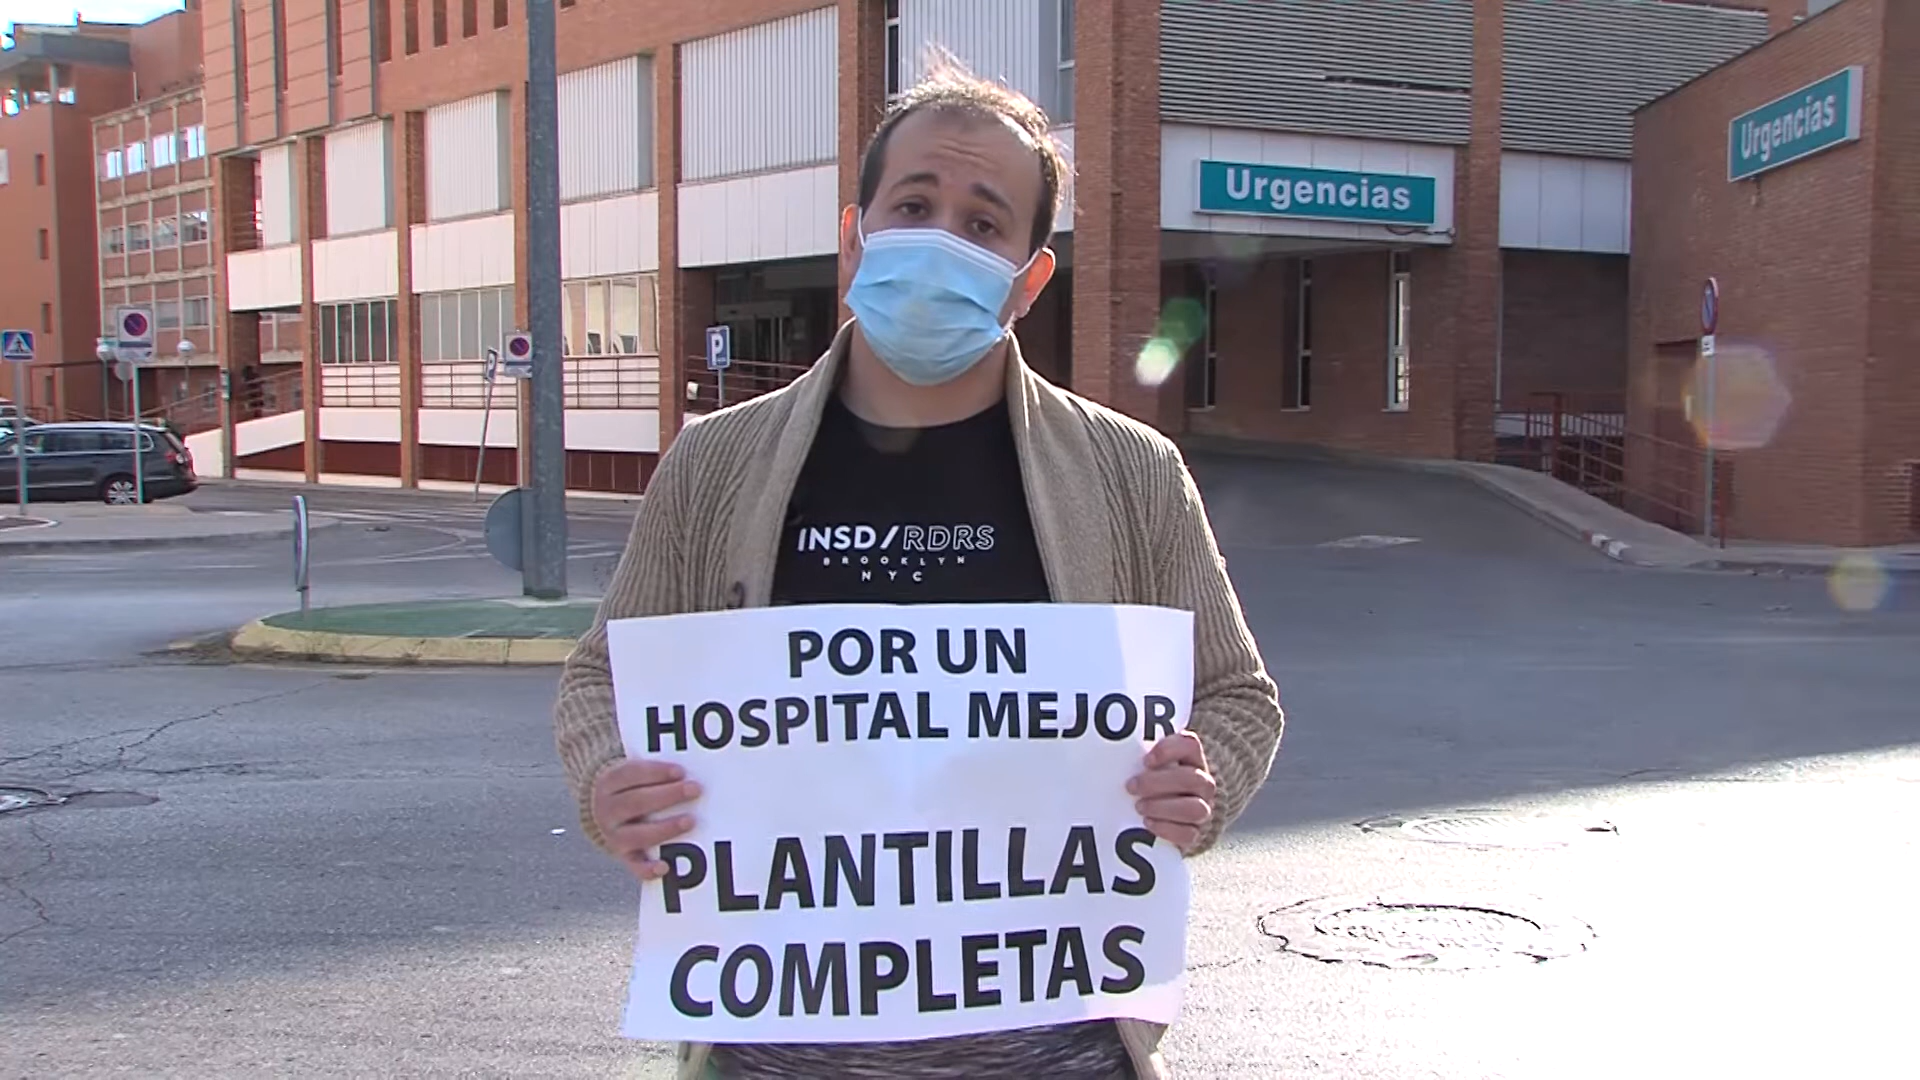 Urgencias
Urgencias
P
INSD/RDRS
BROOKLYN
NYC
POR UN
HOSPITAL MEJOR
PLANTILLAS
COMPLETAS